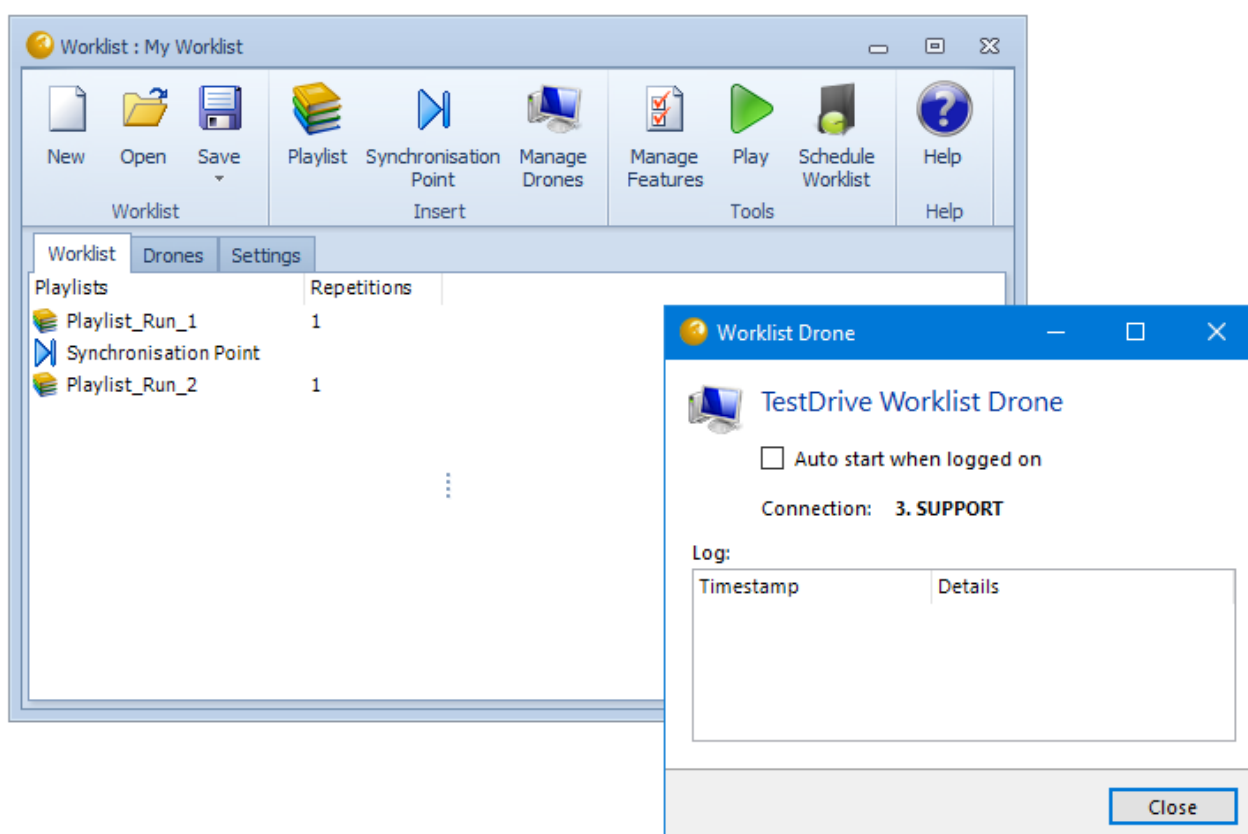 Worklist : My Worklist
New Open Save Playlist Synchronisation Point Manage Drones Manage Features Play Schedule Worklist Help
Worklist Insert Tools Help
Worklist Drones Settings
Playlists Repetitions
Playlist_Run_1 1
Synchronisation Point
Playlist_Run_2 1
Worklist Drone
TestDrive Worklist Drone
Auto start when logged on
Connection: 3. SUPPORT
Log:
Timestamp Details
Close